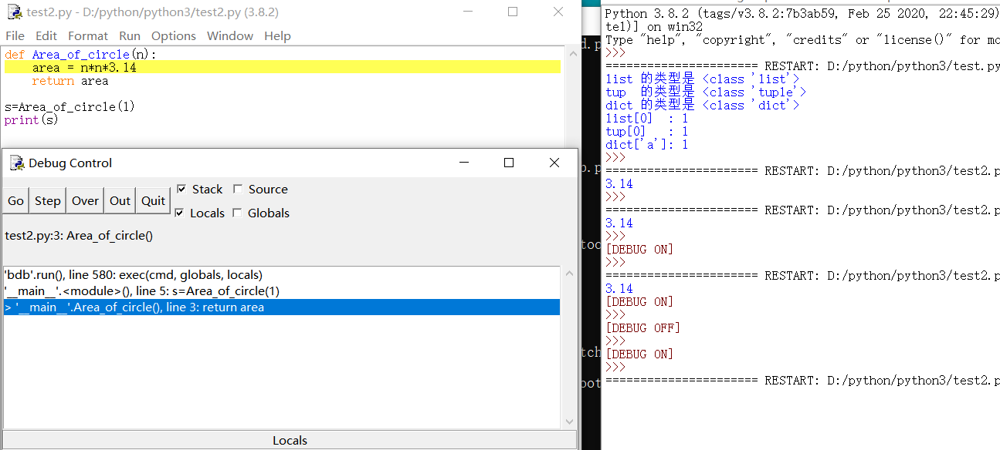 test2.py - D:/python/python3/test2.py (3.8.2)
File Edit Format Run Options Window Help
def Area_of_circle(n):
    area = n*n*3.14
    return area
s=Area_of_circle(1)
print(s)
Debug Control
Go Step Over Out Quit
Stack Source
Locals Globals
test2.py:3: Area_of_circle()
'bdb'.run(), line 580: exec(cmd, globals, locals)
'__main__'.<module>(), line 5: s=Area_of_circle(1)
> '__main__'.Area_of_circle(), line 3: return area
Locals
d.p
p.p
too
tch
oot
Python 3.8.2 (tags/v3.8.2:7b3ab59, Feb 25 2020, 22:45:29)
tel)] on win32
Type "help", "copyright", "credits" or "license()" for mo
>>>
====================== RESTART: D:/python/python3/test.py
list 的类型是 <class 'list'>
tup  的类型是 <class 'tuple'>
dict 的类型是 <class 'dict'>
list[0]  : 1
tup[0]   : 1
dict['a']: 1
>>>
====================== RESTART: D:/python/python3/test2.p
3.14
>>>
====================== RESTART: D:/python/python3/test2.p
3.14
>>>
[DEBUG ON]
>>>
====================== RESTART: D:/python/python3/test2.p
3.14
[DEBUG ON]
>>>
[DEBUG OFF]
>>>
[DEBUG ON]
>>>
====================== RESTART: D:/python/python3/test2.p